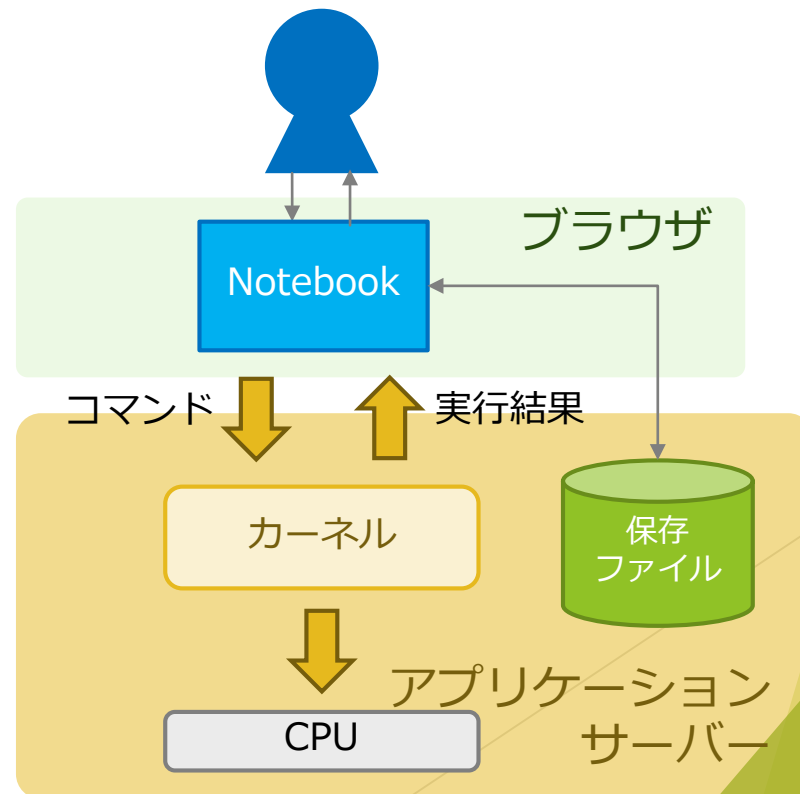 ブラウザ
Notebook
コマンド
実行結果
カーネル
保存
ファイル
アプリケーション
サーバー
CPU